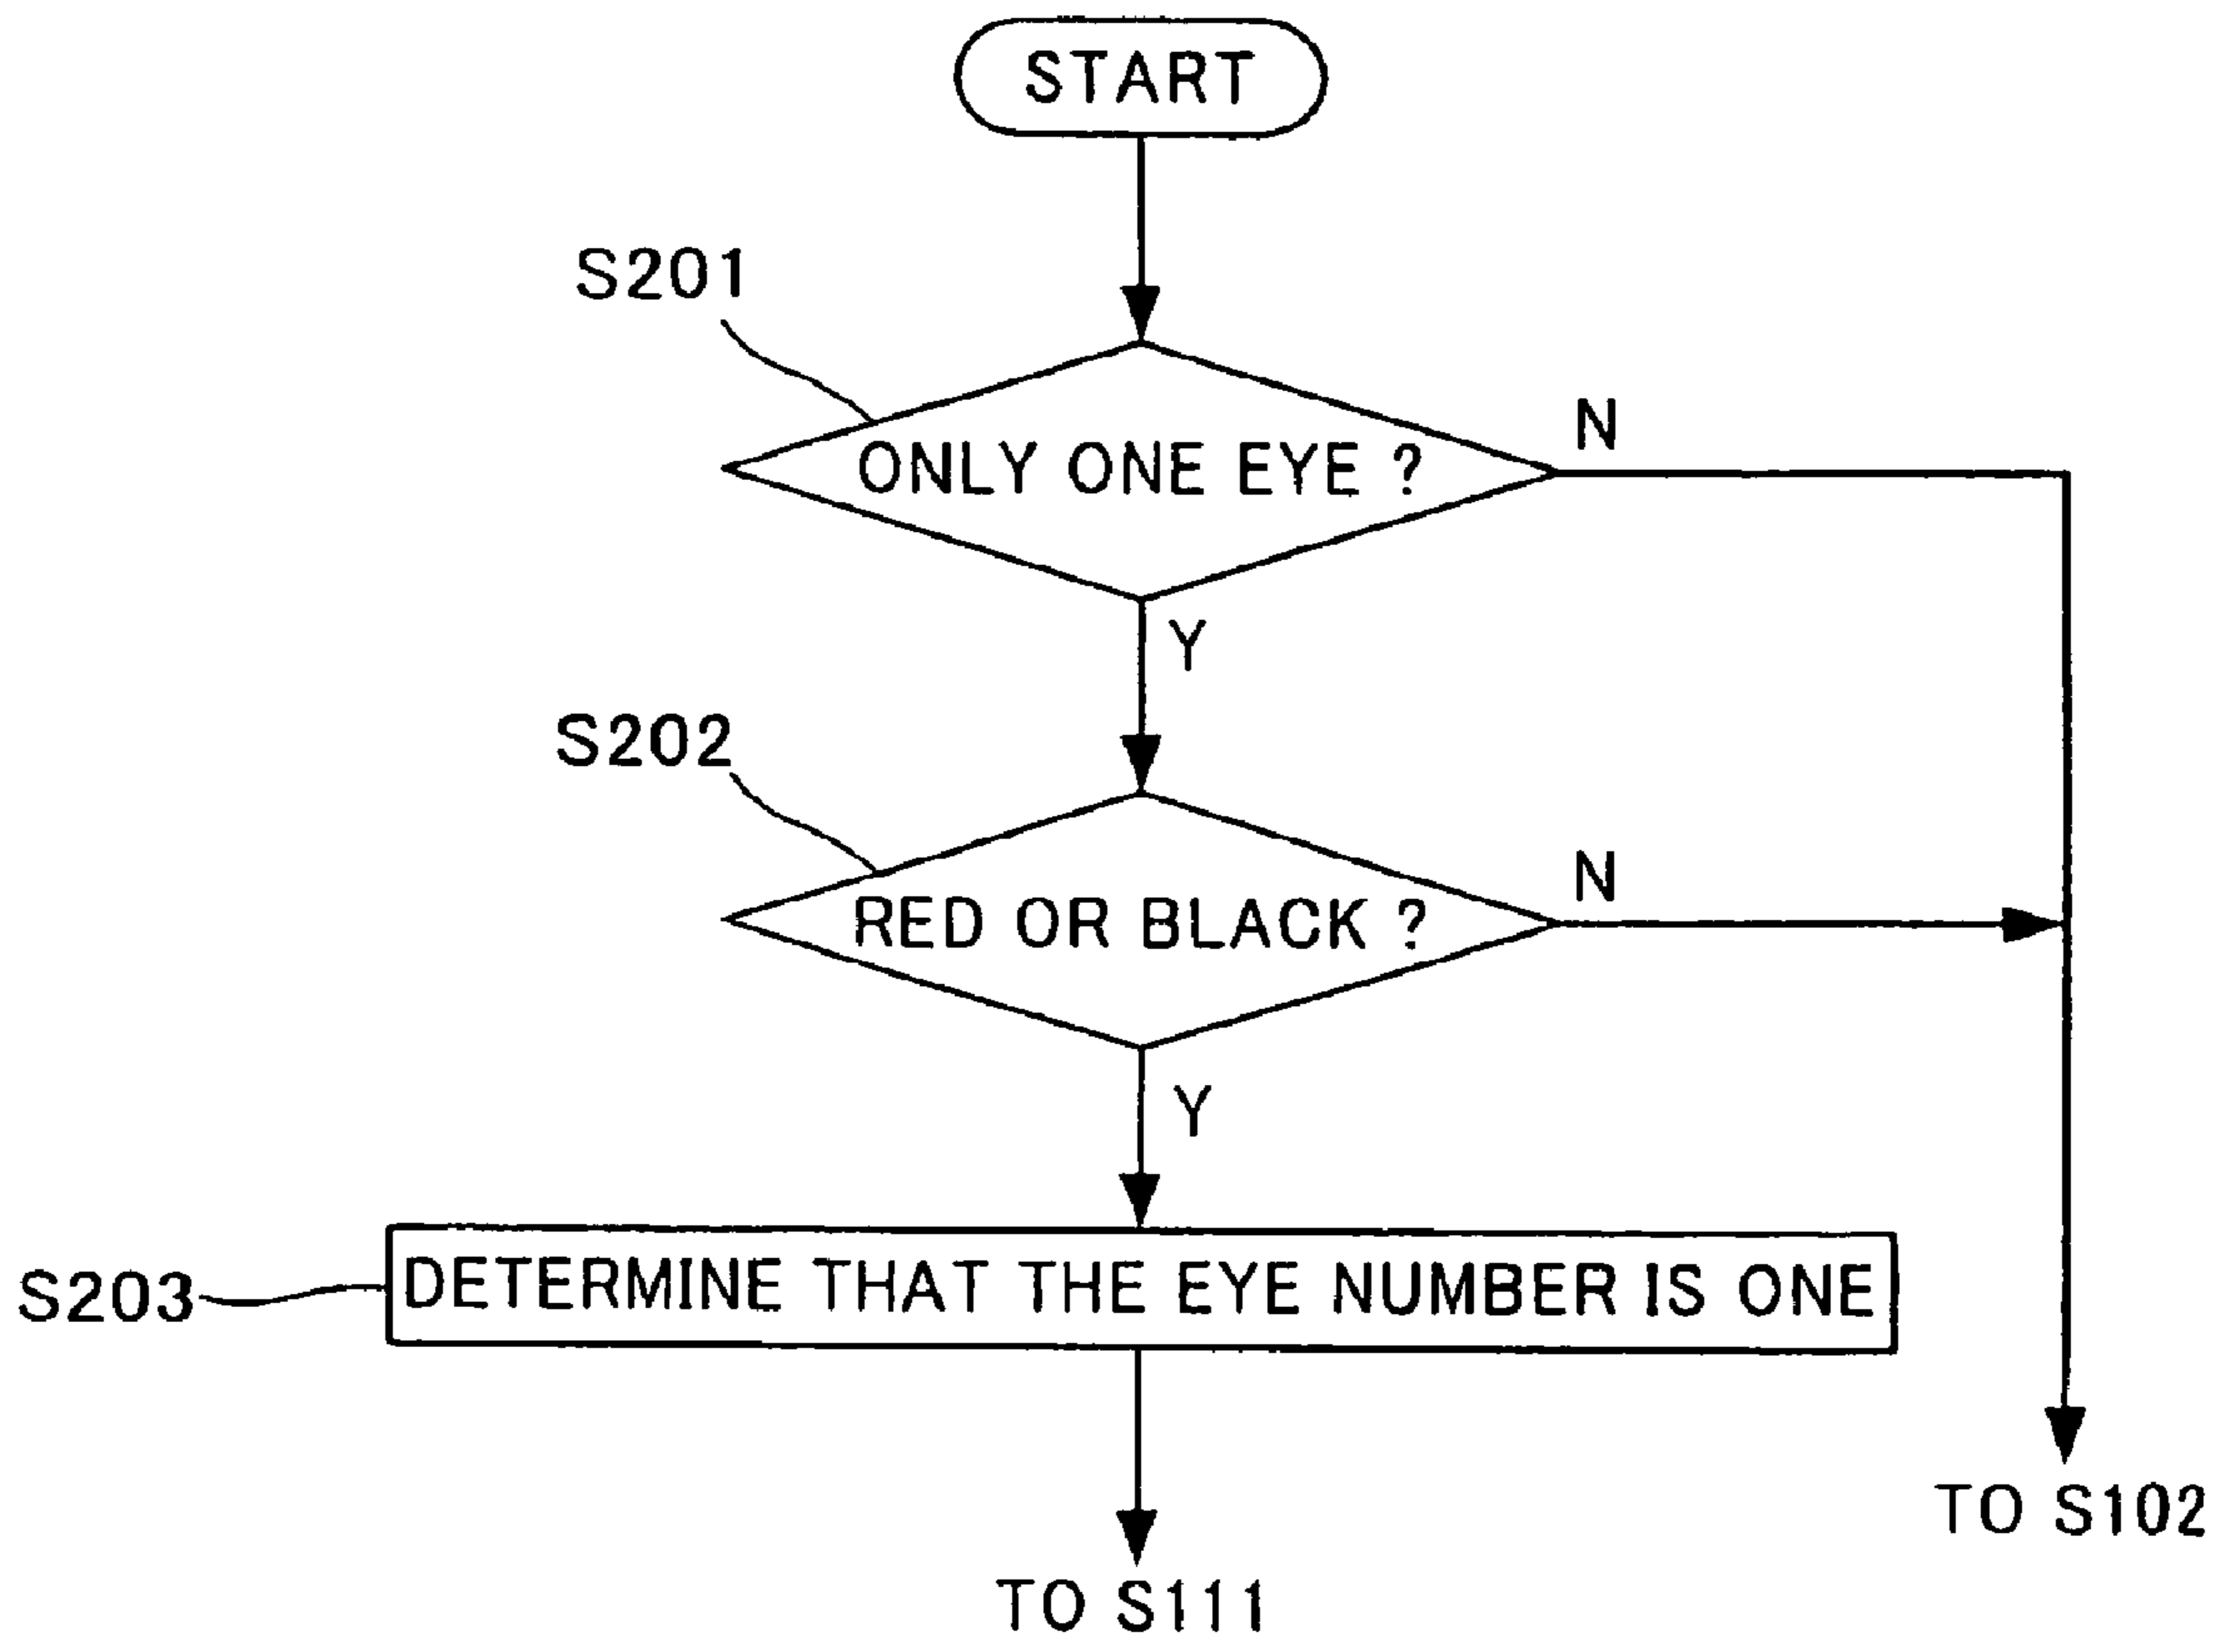 START
S201
ONLY ONE EYE ?
N
Y
S202
RED OR BLACK ?
N
Y
S203
DETERMINE THAT THE EYE NUMBER IS ONE
TO S102
TO S111